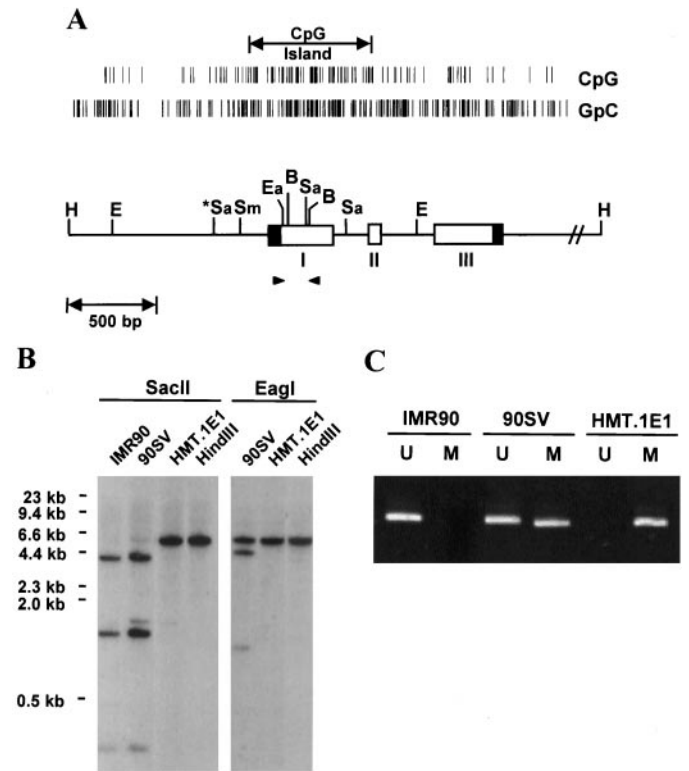 A
CpG
Island
CpG
GpC
H E *Sa Sm Ea B Sa B Sa E H
I II III
500 bp
B
SacII EagI
IMR90 90SV HMT.1E1 HindIII 90SV HMT.1E1 HindIII
23 kb -
9.4 kb -
6.6 kb -
4.4 kb -
2.3 kb -
2.0 kb -
0.5 kb -
C
IMR90 90SV HMT.1E1
U M U M U M